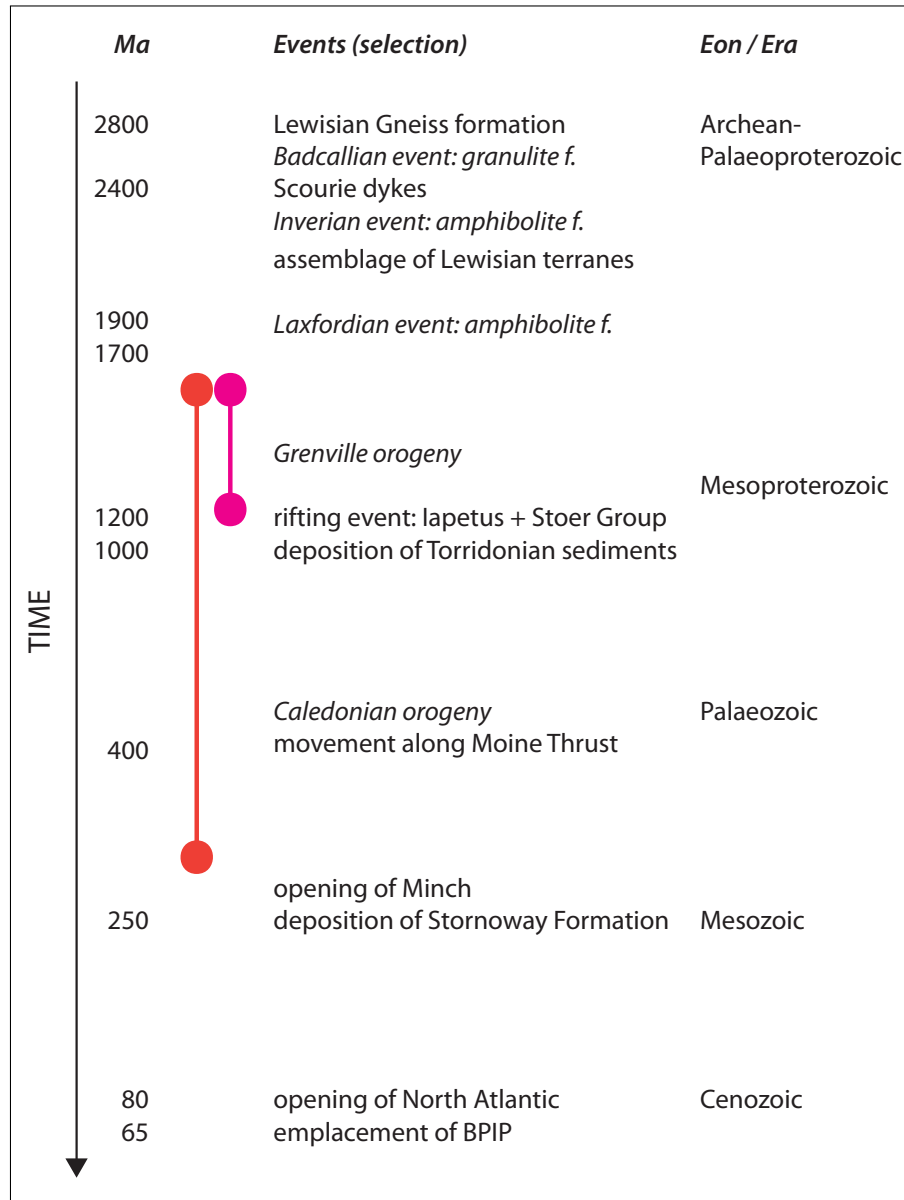 Ma Events (selection) Eon / Era
2800 Lewisian Gneiss formation Archean-
Badcallian event: granulite f. Palaeoproterozoic
2400 Scourie dykes
Inverian event: amphibolite f.
assemblage of Lewisian terranes
1900 Laxfordian event: amphibolite f.
1700
Grenville orogeny
Mesoproterozoic
1200 rifting event: Iapetus + Stoer Group
1000 deposition of Torridonian sediments
TIME
Caledonian orogeny Palaeozoic
400 movement along Moine Thrust
opening of Minch
250 deposition of Stornoway Formation Mesozoic
80 opening of North Atlantic Cenozoic
65 emplacement of BPIP